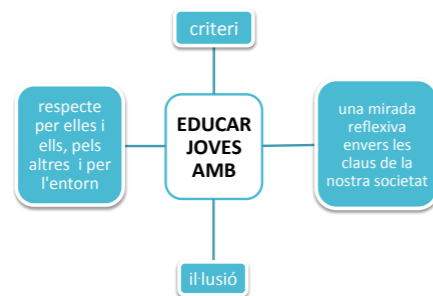 criteri
respecte
per elles i
ells, pels
altres i per
l'entorn
EDUCAR
JOVES
AMB
una mirada
reflexiva
envers les
claus de la
nostra societat
il·lusió